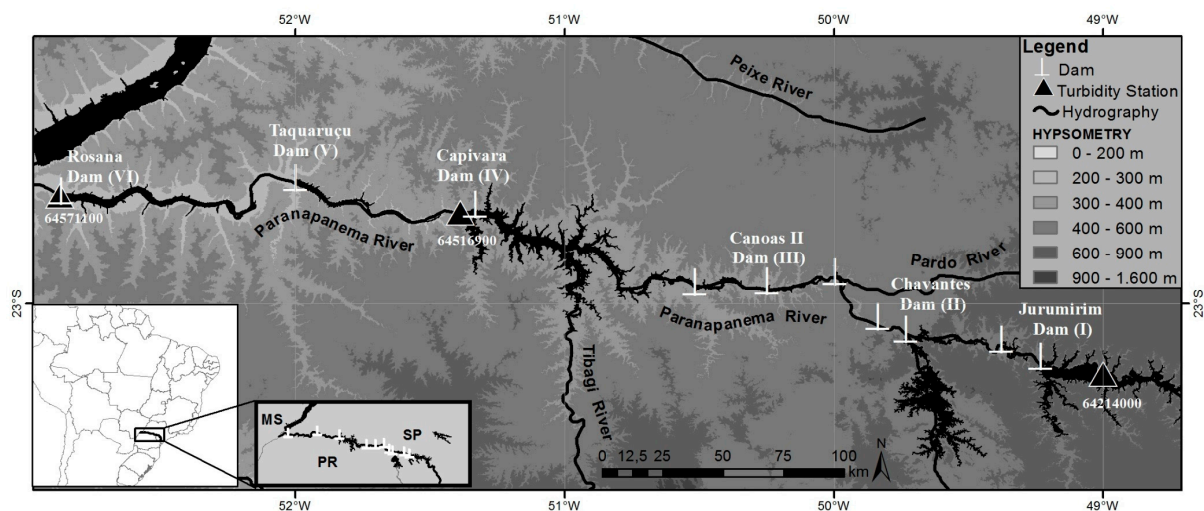 52°W
51°W
50°W
49°W
Legend
Dam
Turbidity Station
Hydrography
HYPSOMETRY
0 - 200 m
200 - 300 m
300 - 400 m
400 - 600 m
600 - 900 m
900 - 1.600 m
Peixe River
Taquaruçu
Dam (V)
Capivara
Dam (IV)
Rosana
Dam (VI)
64571100
64516900
Paranapanema River
Canoas II
Dam (III)
Pardo River
Chavantes
Dam (II)
Paranapanema River
Jurumirim
Dam (I)
64214000
23°S
23°S
Tibagi River
MS
SP
PR
N
0 12,5 25 50 75 100
km
52°W
51°W
50°W
49°W